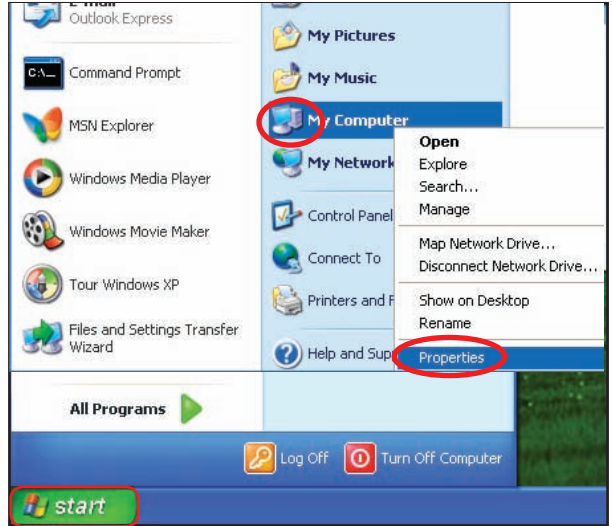 E-mail
Outlook Express
Command Prompt
MSN Explorer
Windows Media Player
Windows Movie Maker
Tour Windows XP
Files and Settings Transfer
Wizard
All Programs
My Pictures
My Music
My Computer
My Network
Control Panel
Connect To
Printers and F
Help and Sup
Open
Explore
Search...
Manage
Map Network Drive...
Disconnect Network Drive...
Show on Desktop
Rename
Properties
Log Off
Turn Off Computer
start